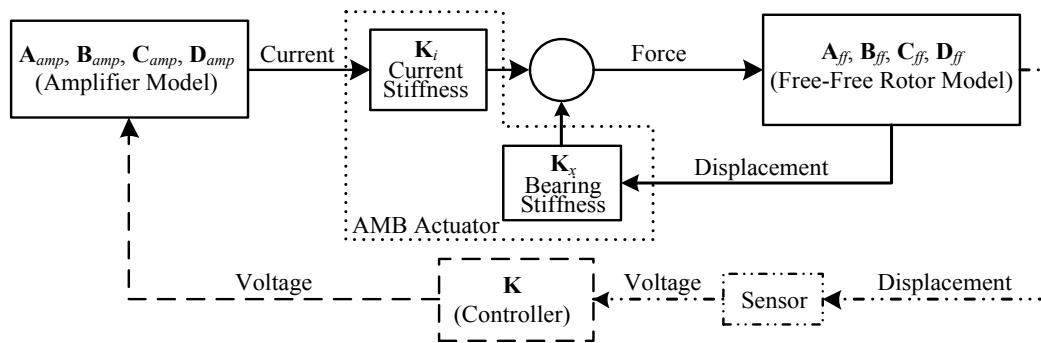 A_amp, B_amp, C_amp, D_amp
(Amplifier Model)
Current
K_i
Current
Stiffness
Force
A_ff, B_ff, C_ff, D_ff
(Free-Free Rotor Model)
K_x
Bearing
Stiffness
Displacement
AMB Actuator
Voltage
K
(Controller)
Voltage
Sensor
Displacement